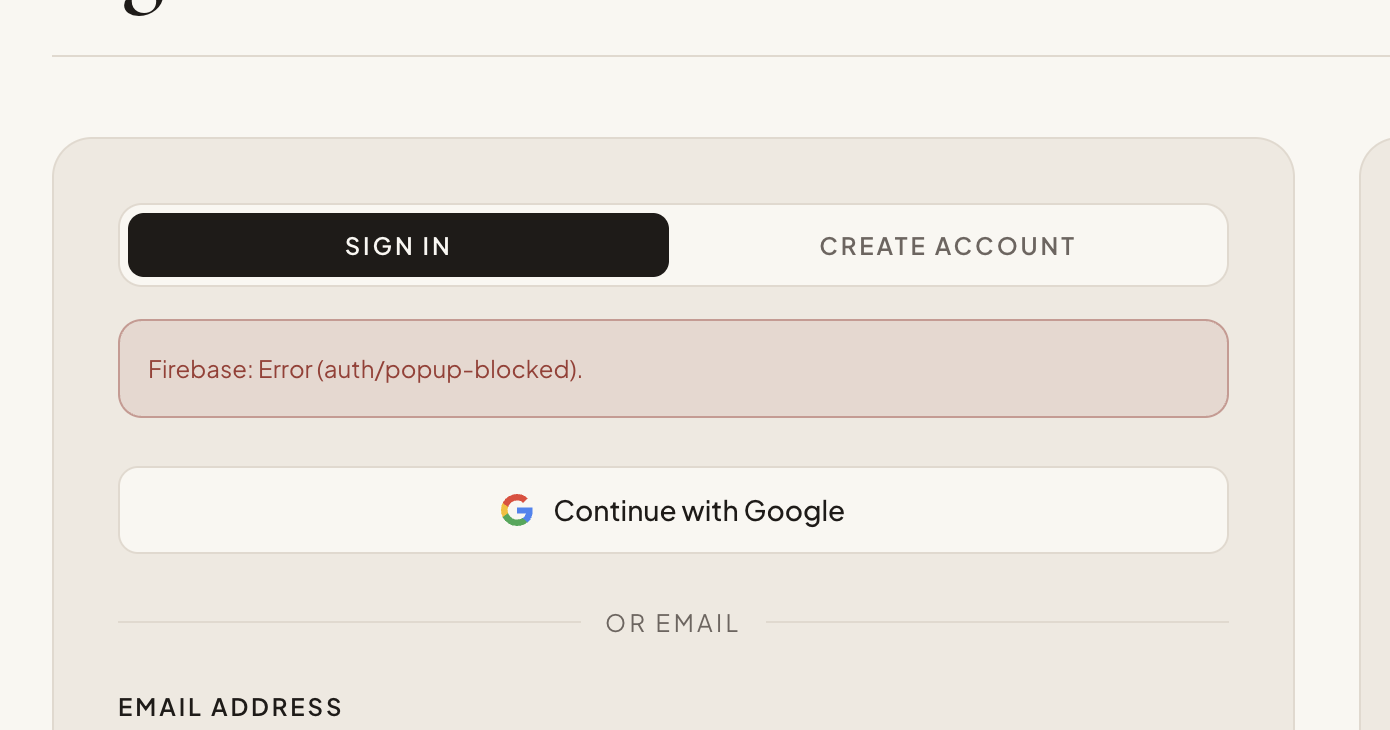 SIGN IN
CREATE ACCOUNT
Firebase: Error (auth/popup-blocked).
Continue with Google
OR EMAIL
EMAIL ADDRESS